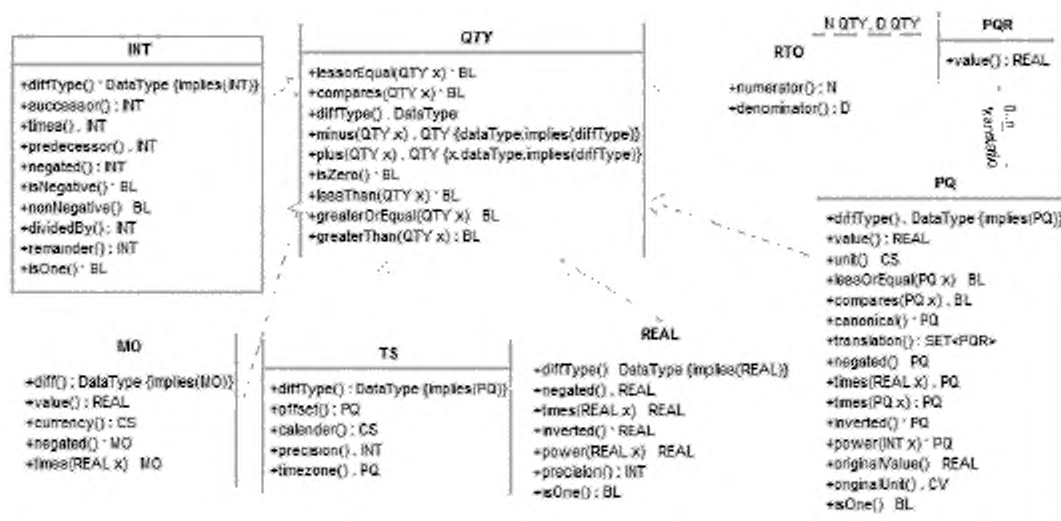 INT
+diffType() : DataType {implies(INT)}
+successor() : INT
+times() : INT
+predecessor() : INT
+negated() : INT
+isNegative() : BL
+nonNegative() BL
+dividedBy() : INT
+remainder() : INT
+isOne() : BL
QTY
+lessorEqual(QTY x) : BL
+compares(QTY x) : BL
+diffType() : DataType
+minus(QTY x) : QTY {dataType.implies(diffType)}
+plus(QTY x) : QTY {x.dataType.implies(diffType)}
+isZero() : BL
+lessThan(QTY x) : BL
+greaterOrEqual(QTY x) BL
+greaterThan(QTY x) : BL
N QTY, D QTY
RTO
+numerator() : N
+denominator() : D
PQR
+value() : REAL
0..n
PQ
+diffType() : DataType {implies(PQ)}
+value() : REAL
+unit() CS
+lessOrEqual(PQ x) BL
+compares(PQ x) : BL
+canonical() : PQ
+translation() : SET<PQR>
+negated() PQ
+times(REAL x) : PQ
+times(PQ x) : PQ
+inverted() : PQ
+power(INT x) : PQ
+originalValue() REAL
+originalUnit() : CV
+isOne() BL
MO
+diff() : DataType {implies(MO)}
+value() : REAL
+currency() : CS
+negated() : MO
+times(REAL x) MO
TS
+diffType() : DataType {implies(PQ)}
+offset() : PQ
+calender() : CS
+precision() : INT
+timezone() : PQ
REAL
+diffType() DataType {implies(REAL)}
+negated() : REAL
+times(REAL x) REAL
+inverted() : REAL
+power(REAL x) REAL
+precision() : INT
+isOne() : BL